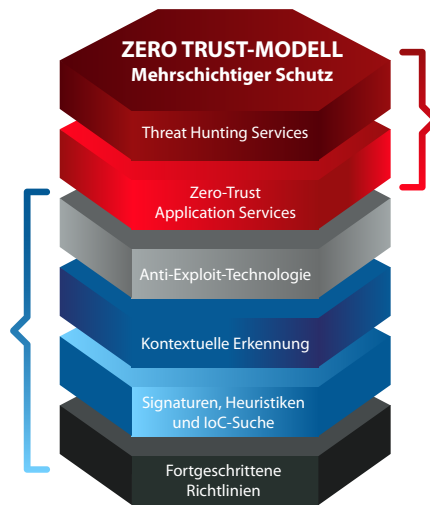 ZERO TRUST-MODELL
Mehrschichtiger Schutz
Threat Hunting Services
Zero-Trust
Application Services
Anti-Exploit-Technologie
Kontextuelle Erkennung
Signaturen, Heuristiken
und IoC-Suche
Fortgeschrittene
Richtlinien